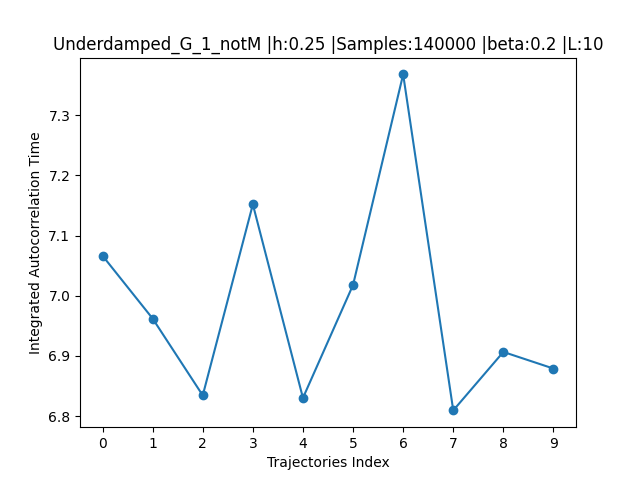 Underdamped_G_1_notM |h:0.25 |Samples:140000 |beta:0.2 |L:10
Integrated Autocorrelation Time
7.3
7.2
7.1
7.0
6.9
6.8
0 1 2 3 4 5 6 7 8 9
Trajectories Index